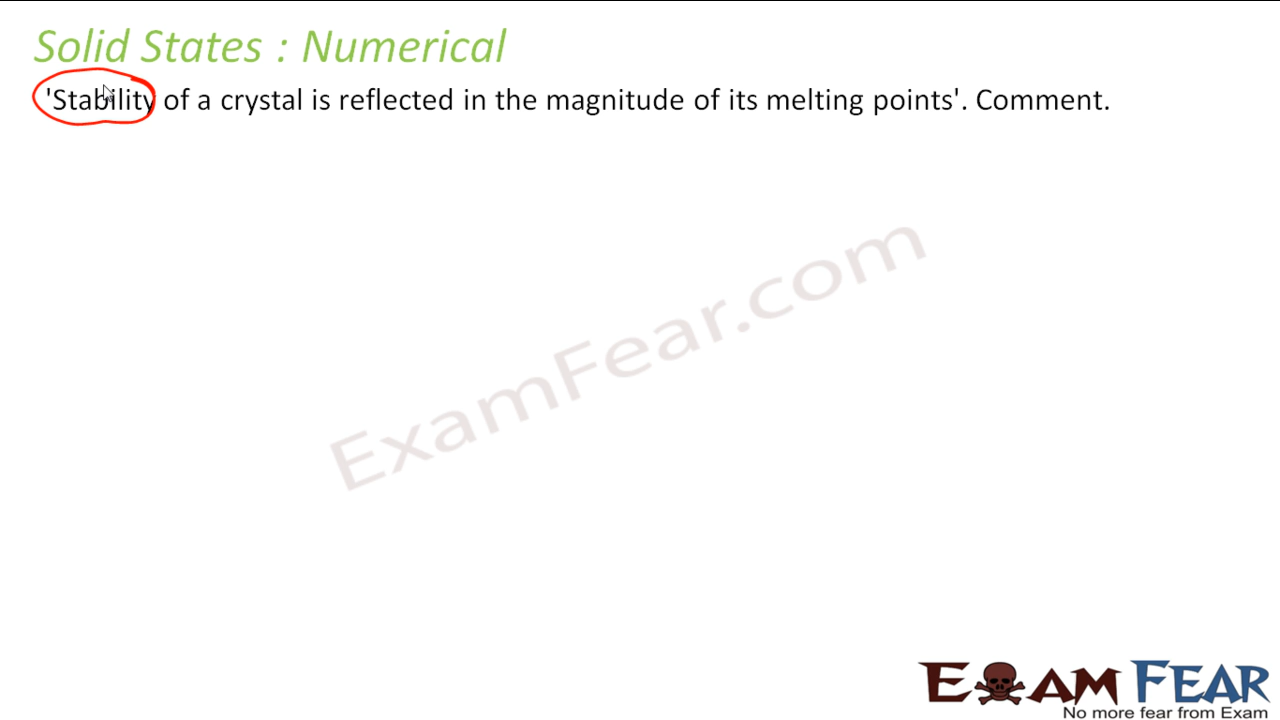 Solid States : Numerical
'Stability of a crystal is reflected in the magnitude of its melting points'. Comment.
ExamFear.com
EXAM FEAR
No more fear from Exam